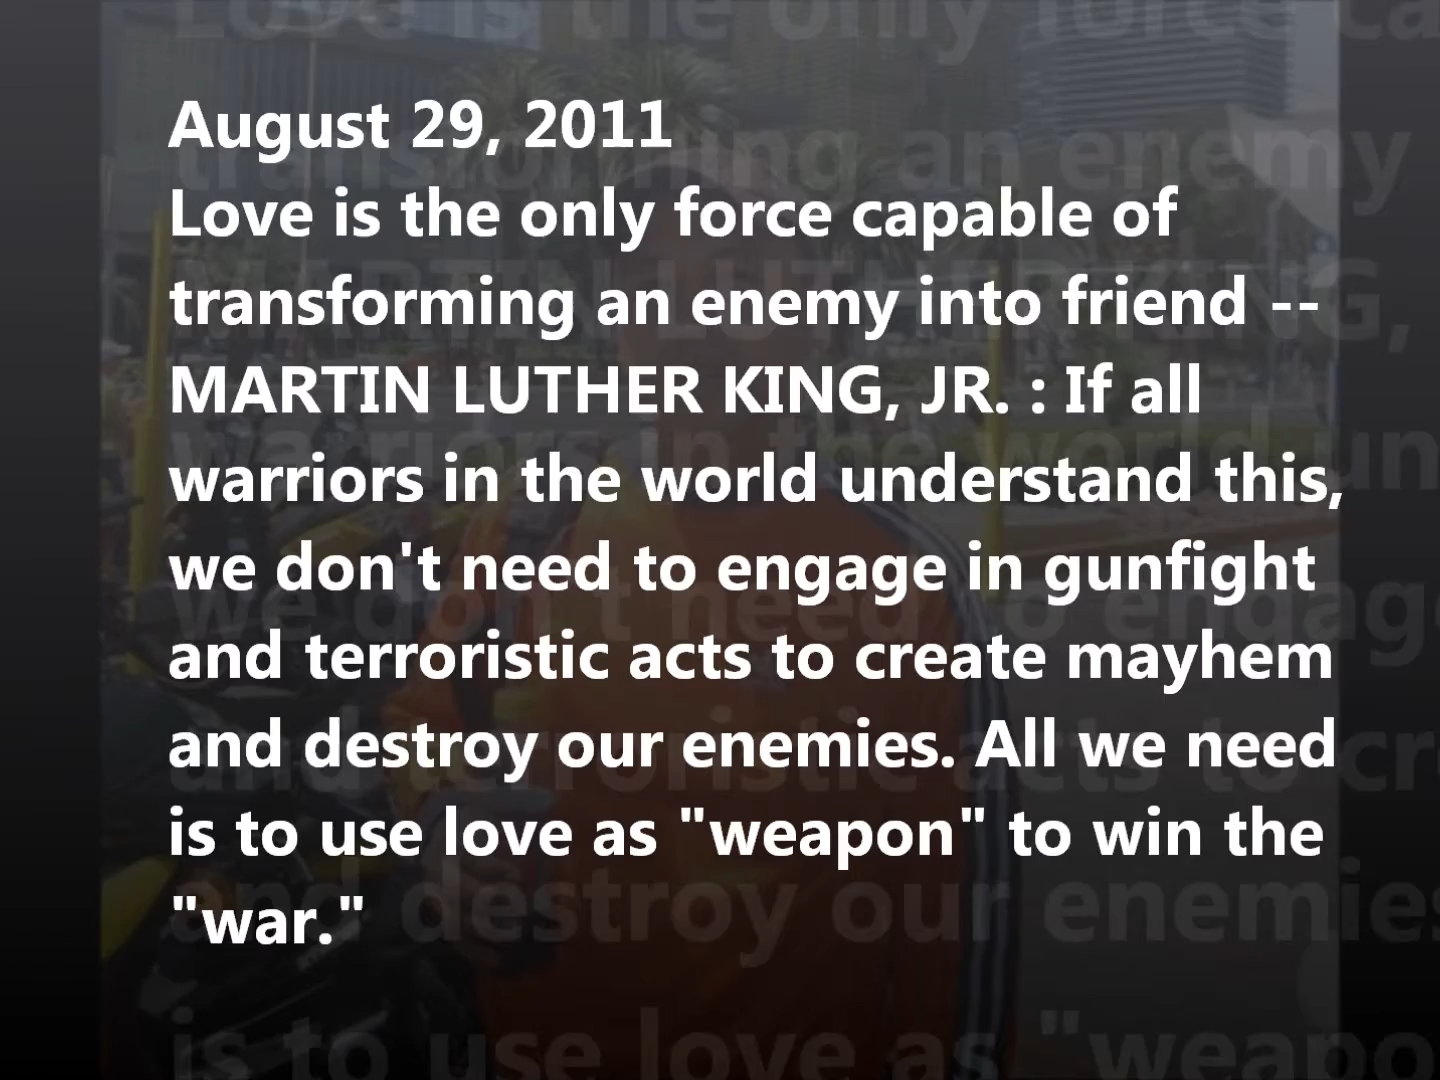 August 29, 2011
Love is the only force capable of
transforming an enemy into friend --
MARTIN LUTHER KING, JR. : If all
warriors in the world understand this,
we don't need to engage in gunfight
and terroristic acts to create mayhem
and destroy our enemies. All we need
is to use love as "weapon" to win the
"war."